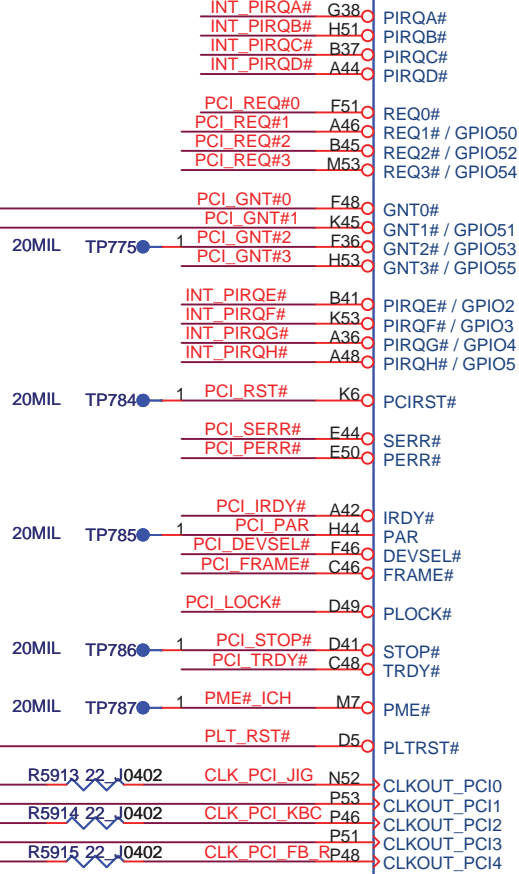 INT_PIRQA# G38 PIRQA#
INT_PIRQB# H51 PIRQB#
INT_PIRQC# B37 PIRQC#
INT_PIRQD# A44 PIRQD#
PCI_REQ#0 F51 REQ0#
PCI_REQ#1 A46 REQ1# / GPIO50
PCI_REQ#2 B45 REQ2# / GPIO52
PCI_REQ#3 M53 REQ3# / GPIO54
PCI_GNT#0 F48 GNT0#
PCI_GNT#1 K45 GNT1# / GPIO51
20MIL TP775 1 PCI_GNT#2 F36 GNT2# / GPIO53
PCI_GNT#3 H53 GNT3# / GPIO55
INT_PIRQE# B41 PIRQE# / GPIO2
INT_PIRQF# K53 PIRQF# / GPIO3
INT_PIRQG# A36 PIRQG# / GPIO4
INT_PIRQH# A48 PIRQH# / GPIO5
20MIL TP784 1 PCI_RST# K6 PCIRST#
PCI_SERR# E44 SERR#
PCI_PERR# E50 PERR#
PCI_IRDY# A42 IRDY#
20MIL TP785 1 PCI_PAR H44 PAR
PCI_DEVSEL# F46 DEVSEL#
PCI_FRAME# C46 FRAME#
PCI_LOCK# D49 PLOCK#
20MIL TP786 1 PCI_STOP# D41 STOP#
PCI_TRDY# C48 TRDY#
20MIL TP787 1 PME#_ICH M7 PME#
PLT_RST# D5 PLTRST#
R5913 22_J0402 CLK_PCI_JIG N52 CLKOUT_PCI0
P53 CLKOUT_PCI1
R5914 22_J0402 CLK_PCI_KBC P46 CLKOUT_PCI2
P51 CLKOUT_PCI3
R5915 22_J0402 CLK_PCI_FB_R P48 CLKOUT_PCI4